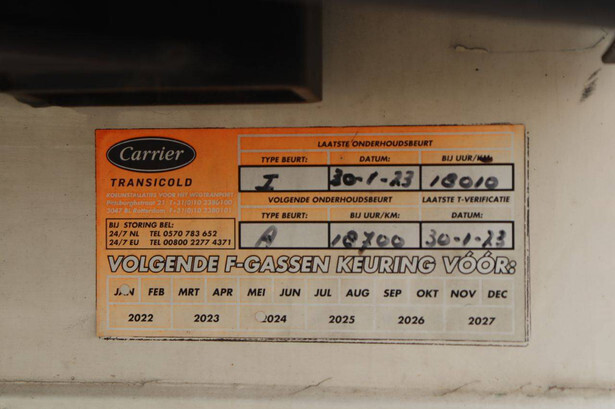 Carrier
TRANSICOLD
LAATSTE ONDERHOUDSBEURT
TYPE BEURT: DATUM: BIJ UUR/KM:
I 30-1-23 18010
VOLGENDE ONDERHOUDSBEURT LAATSTE T-VERIFICATIE
TYPE BEURT: BIJ UUR/KM: DATUM:
A 18700 30-1-23
BIJ STORING BEL:
24/7 NL TEL 0570 783 652
24/7 EU TEL 00800 2277 4371
VOLGENDE F-GASSEN KEURING VÓÓR:
JAN FEB MRT APR MEI JUN JUL AUG SEP OKT NOV DEC
2022 2023 2024 2025 2026 2027